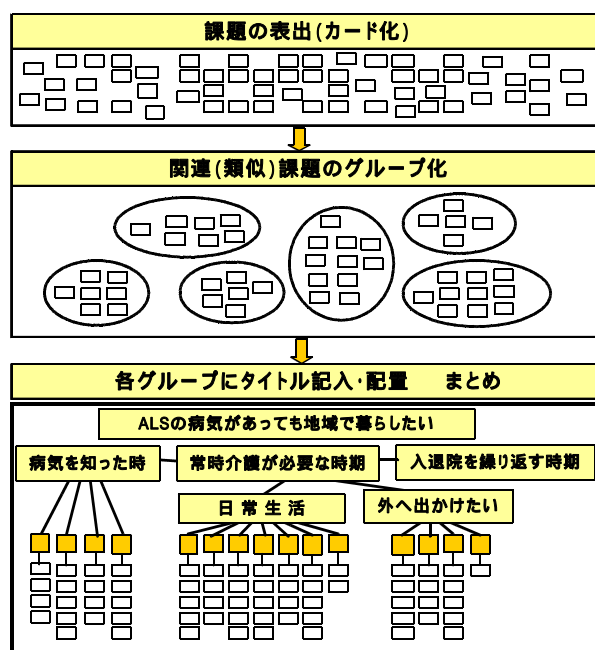 課題の表出(カード化)
関連(類似)課題のグループ化
各グループにタイトル記入・配置　まとめ
ALSの病気があっても地域で暮らしたい
病気を知った時
常時介護が必要な時期
入退院を繰り返す時期
日常生活
外へ出かけたい